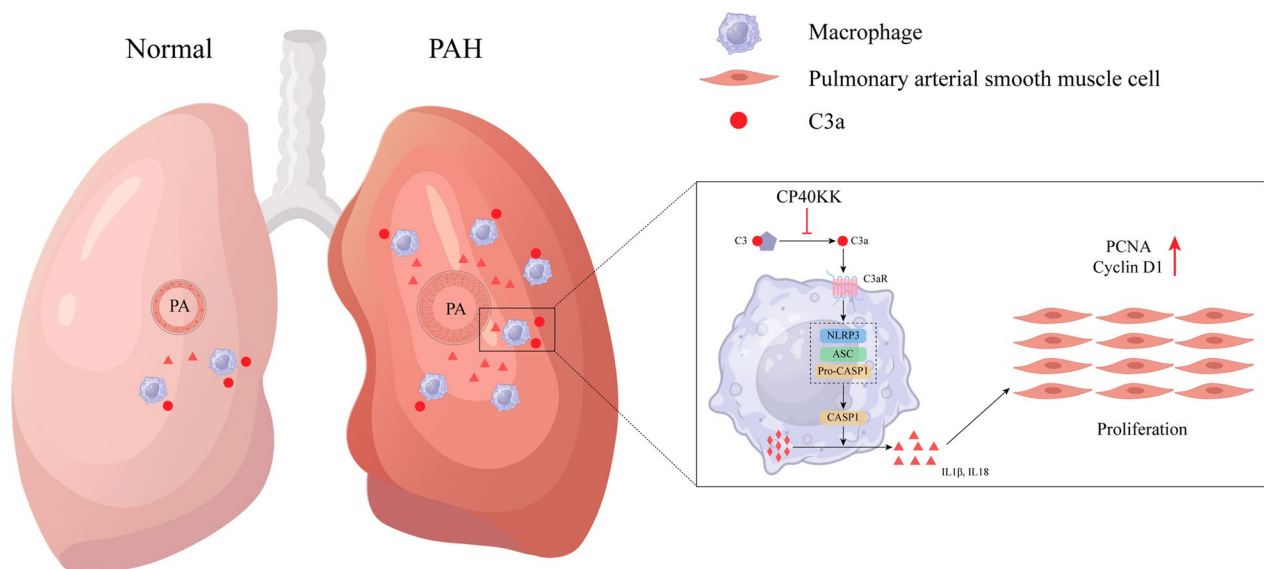 Normal
PAH
PA
PA
Macrophage
Pulmonary arterial smooth muscle cell
C3a
CP40KK
C3
C3a
C3aR
NLRP3
ASC
Pro-CASP1
CASP1
IL1β, IL18
PCNA
Cyclin D1
Proliferation